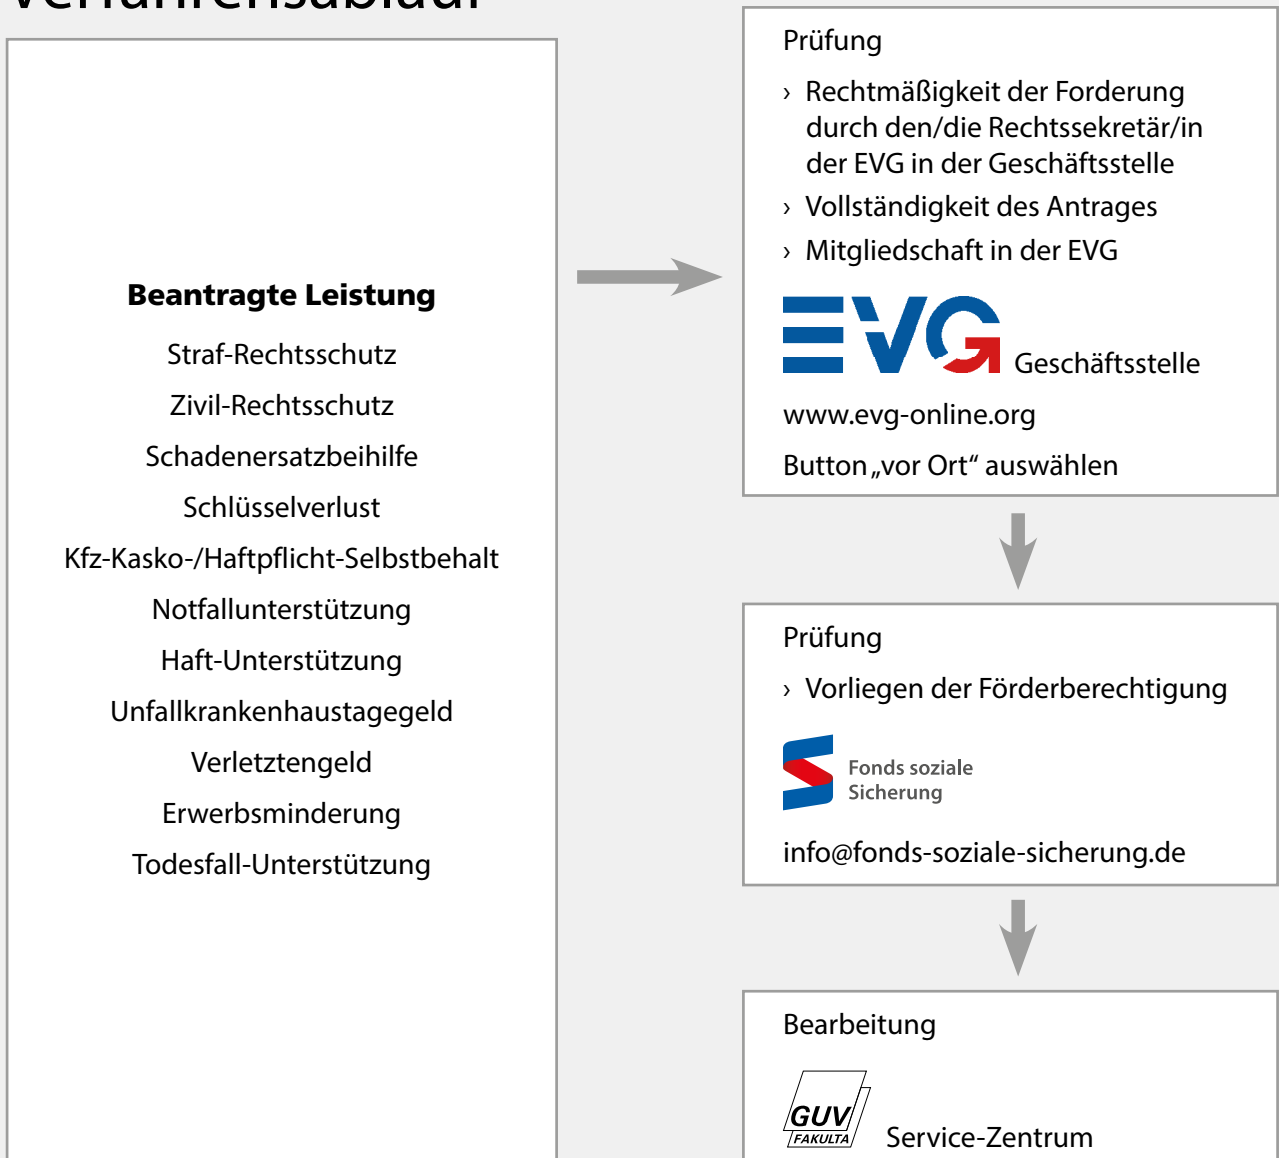 Verfahrensablauf
Beantragte Leistung
Straf-Rechtsschutz
Zivil-Rechtsschutz
Schadenersatzbeihilfe
Schlüsselverlust
Kfz-Kasko-/Haftpflicht-Selbstbehalt
Notfallunterstützung
Haft-Unterstützung
Unfallkrankenhaustagegeld
Verletztengeld
Erwerbsminderung
Todesfall-Unterstützung
Prüfung
› Rechtmäßigkeit der Forderung
durch den/die Rechtssekretär/in
der EVG in der Geschäftsstelle
› Vollständigkeit des Antrages
› Mitgliedschaft in der EVG
EVG Geschäftsstelle
www.evg-online.org
Button „vor Ort“ auswählen
Prüfung
› Vorliegen der Förderberechtigung
Fonds soziale
Sicherung
info@fonds-soziale-sicherung.de
Bearbeitung
GUV
FAKULTA
Service-Zentrum